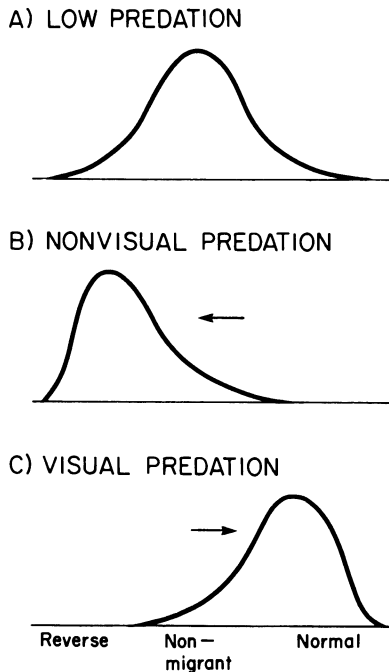 A) LOW PREDATION
B) NONVISUAL PREDATION
C) VISUAL PREDATION
Reverse Non- Normal
migrant